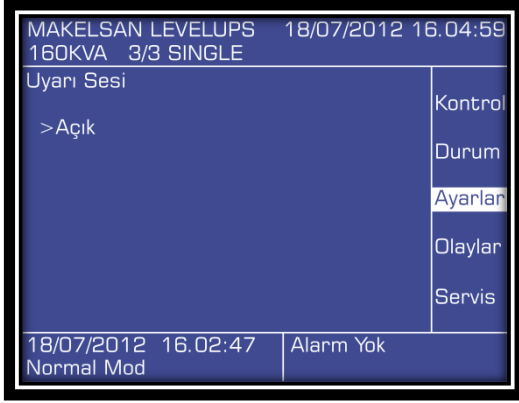 MAKELSAN LEVELUPS 18/07/2012 16.04:59
160KVA 3/3 SINGLE
Uyarı Sesi
>Açık
Kontrol
Durum
Ayarlar
Olaylar
Servis
18/07/2012 16.02:47 Alarm Yok
Normal Mod